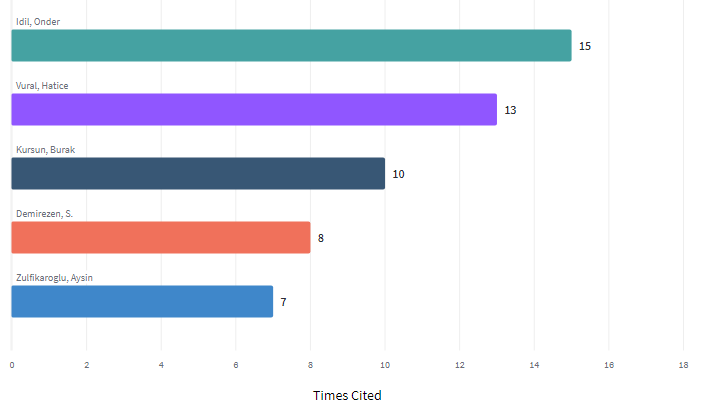 Idil, Onder
15
Vural, Hatice
13
Kursun, Burak
10
Demirezen, S.
8
Zulfikaroglu, Aysin
7
0 2 4 6 8 10 12 14 16 18
Times Cited